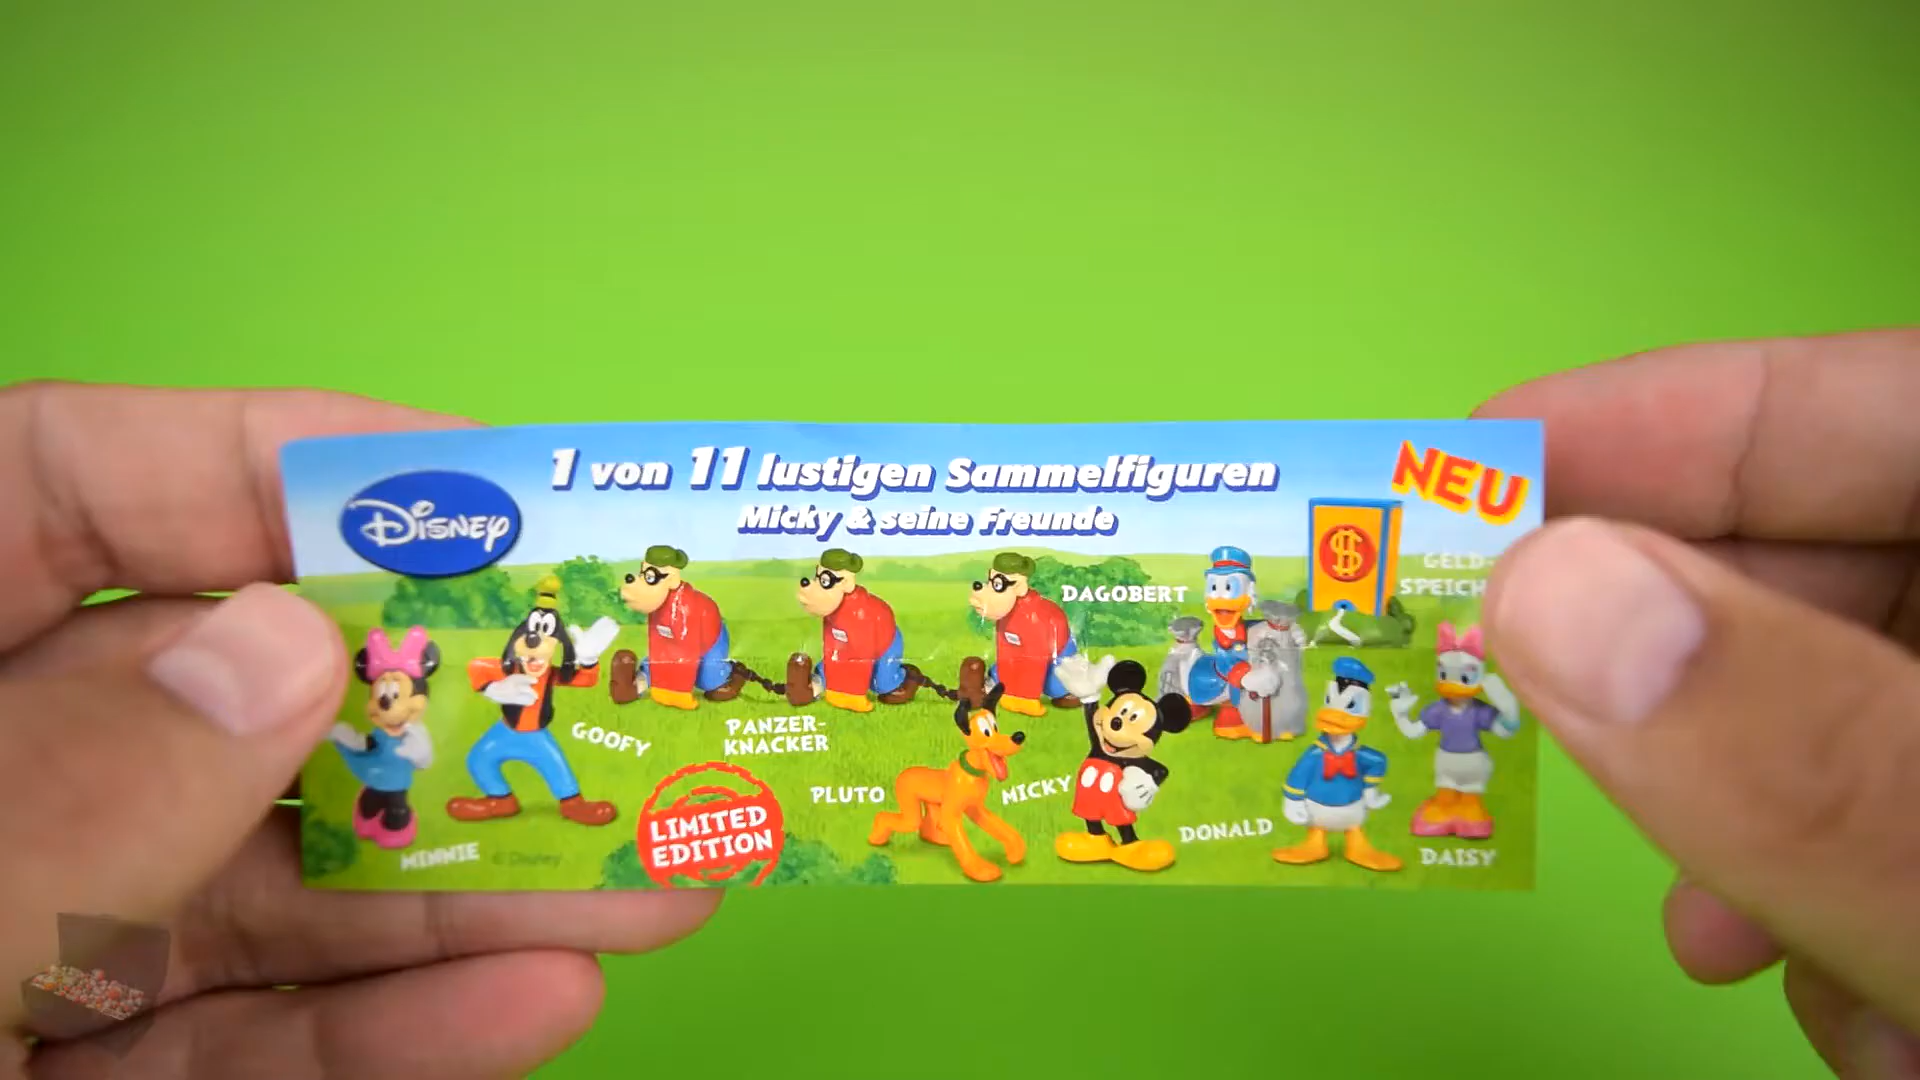 1 von 11 lustigen Sammelfiguren
Micky & seine Freunde
NEU
Disney
GELD-
SPEICH
DAGOBERT
GOOFY
PANZER-
KNACKER
PLUTO
MICKY
LIMITED
EDITION
DONALD
DAISY
MINNIE
© Disney